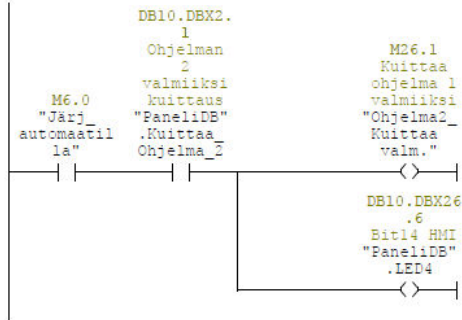 DB10.DBX2.
1
Ohjelman
2
valmiiksi
kuittaus
"PaneliDB"
.Kuittaa_
Ohjelma_2
M6.0
"Järj_
automaatil
la"
M26.1
Kuittaa
ohjelma 1
valmiiksi
"Ohjelma2_
Kuittaa
valm."
DB10.DBX26
.6
Bit14 HMI
"PaneliDB"
.LED4